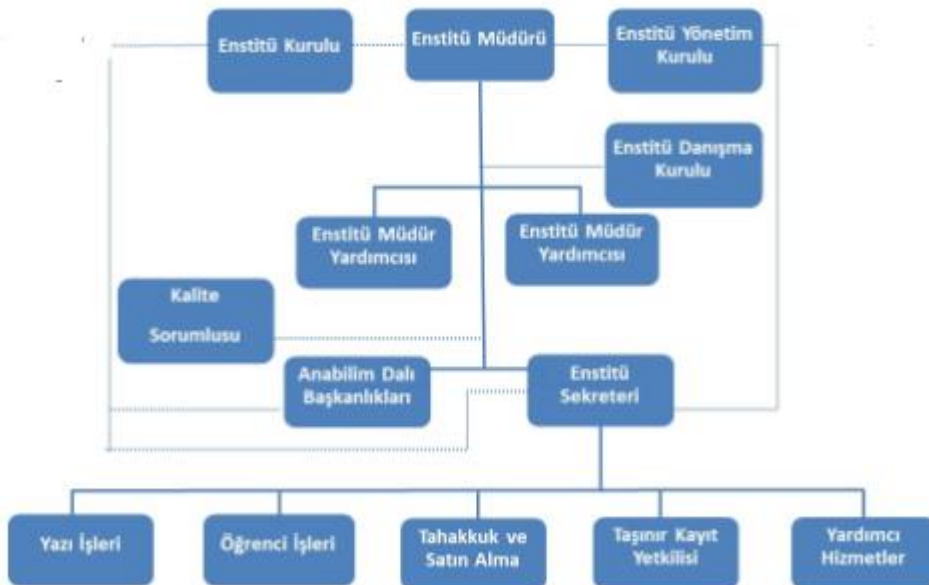 Enstitü Kurulu
Enstitü Müdürü
Enstitü Yönetim
Kurulu
Enstitü Danışma
Kurulu
Enstitü Müdür
Yardımcısı
Enstitü Müdür
Yardımcısı
Kalite
Sorumlusu
Anabilim Dalı
Başkanlıkları
Enstitü
Sekreteri
Yazı İşleri
Öğrenci İşleri
Tahakkuk ve
Satın Alma
Taşınır Kayıt
Yetkilisi
Yardımcı
Hizmetler